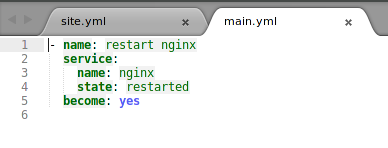 site.yml × main.yml ×
1 - name: restart nginx
2   service:
3     name: nginx
4     state: restarted
5   become: yes
6